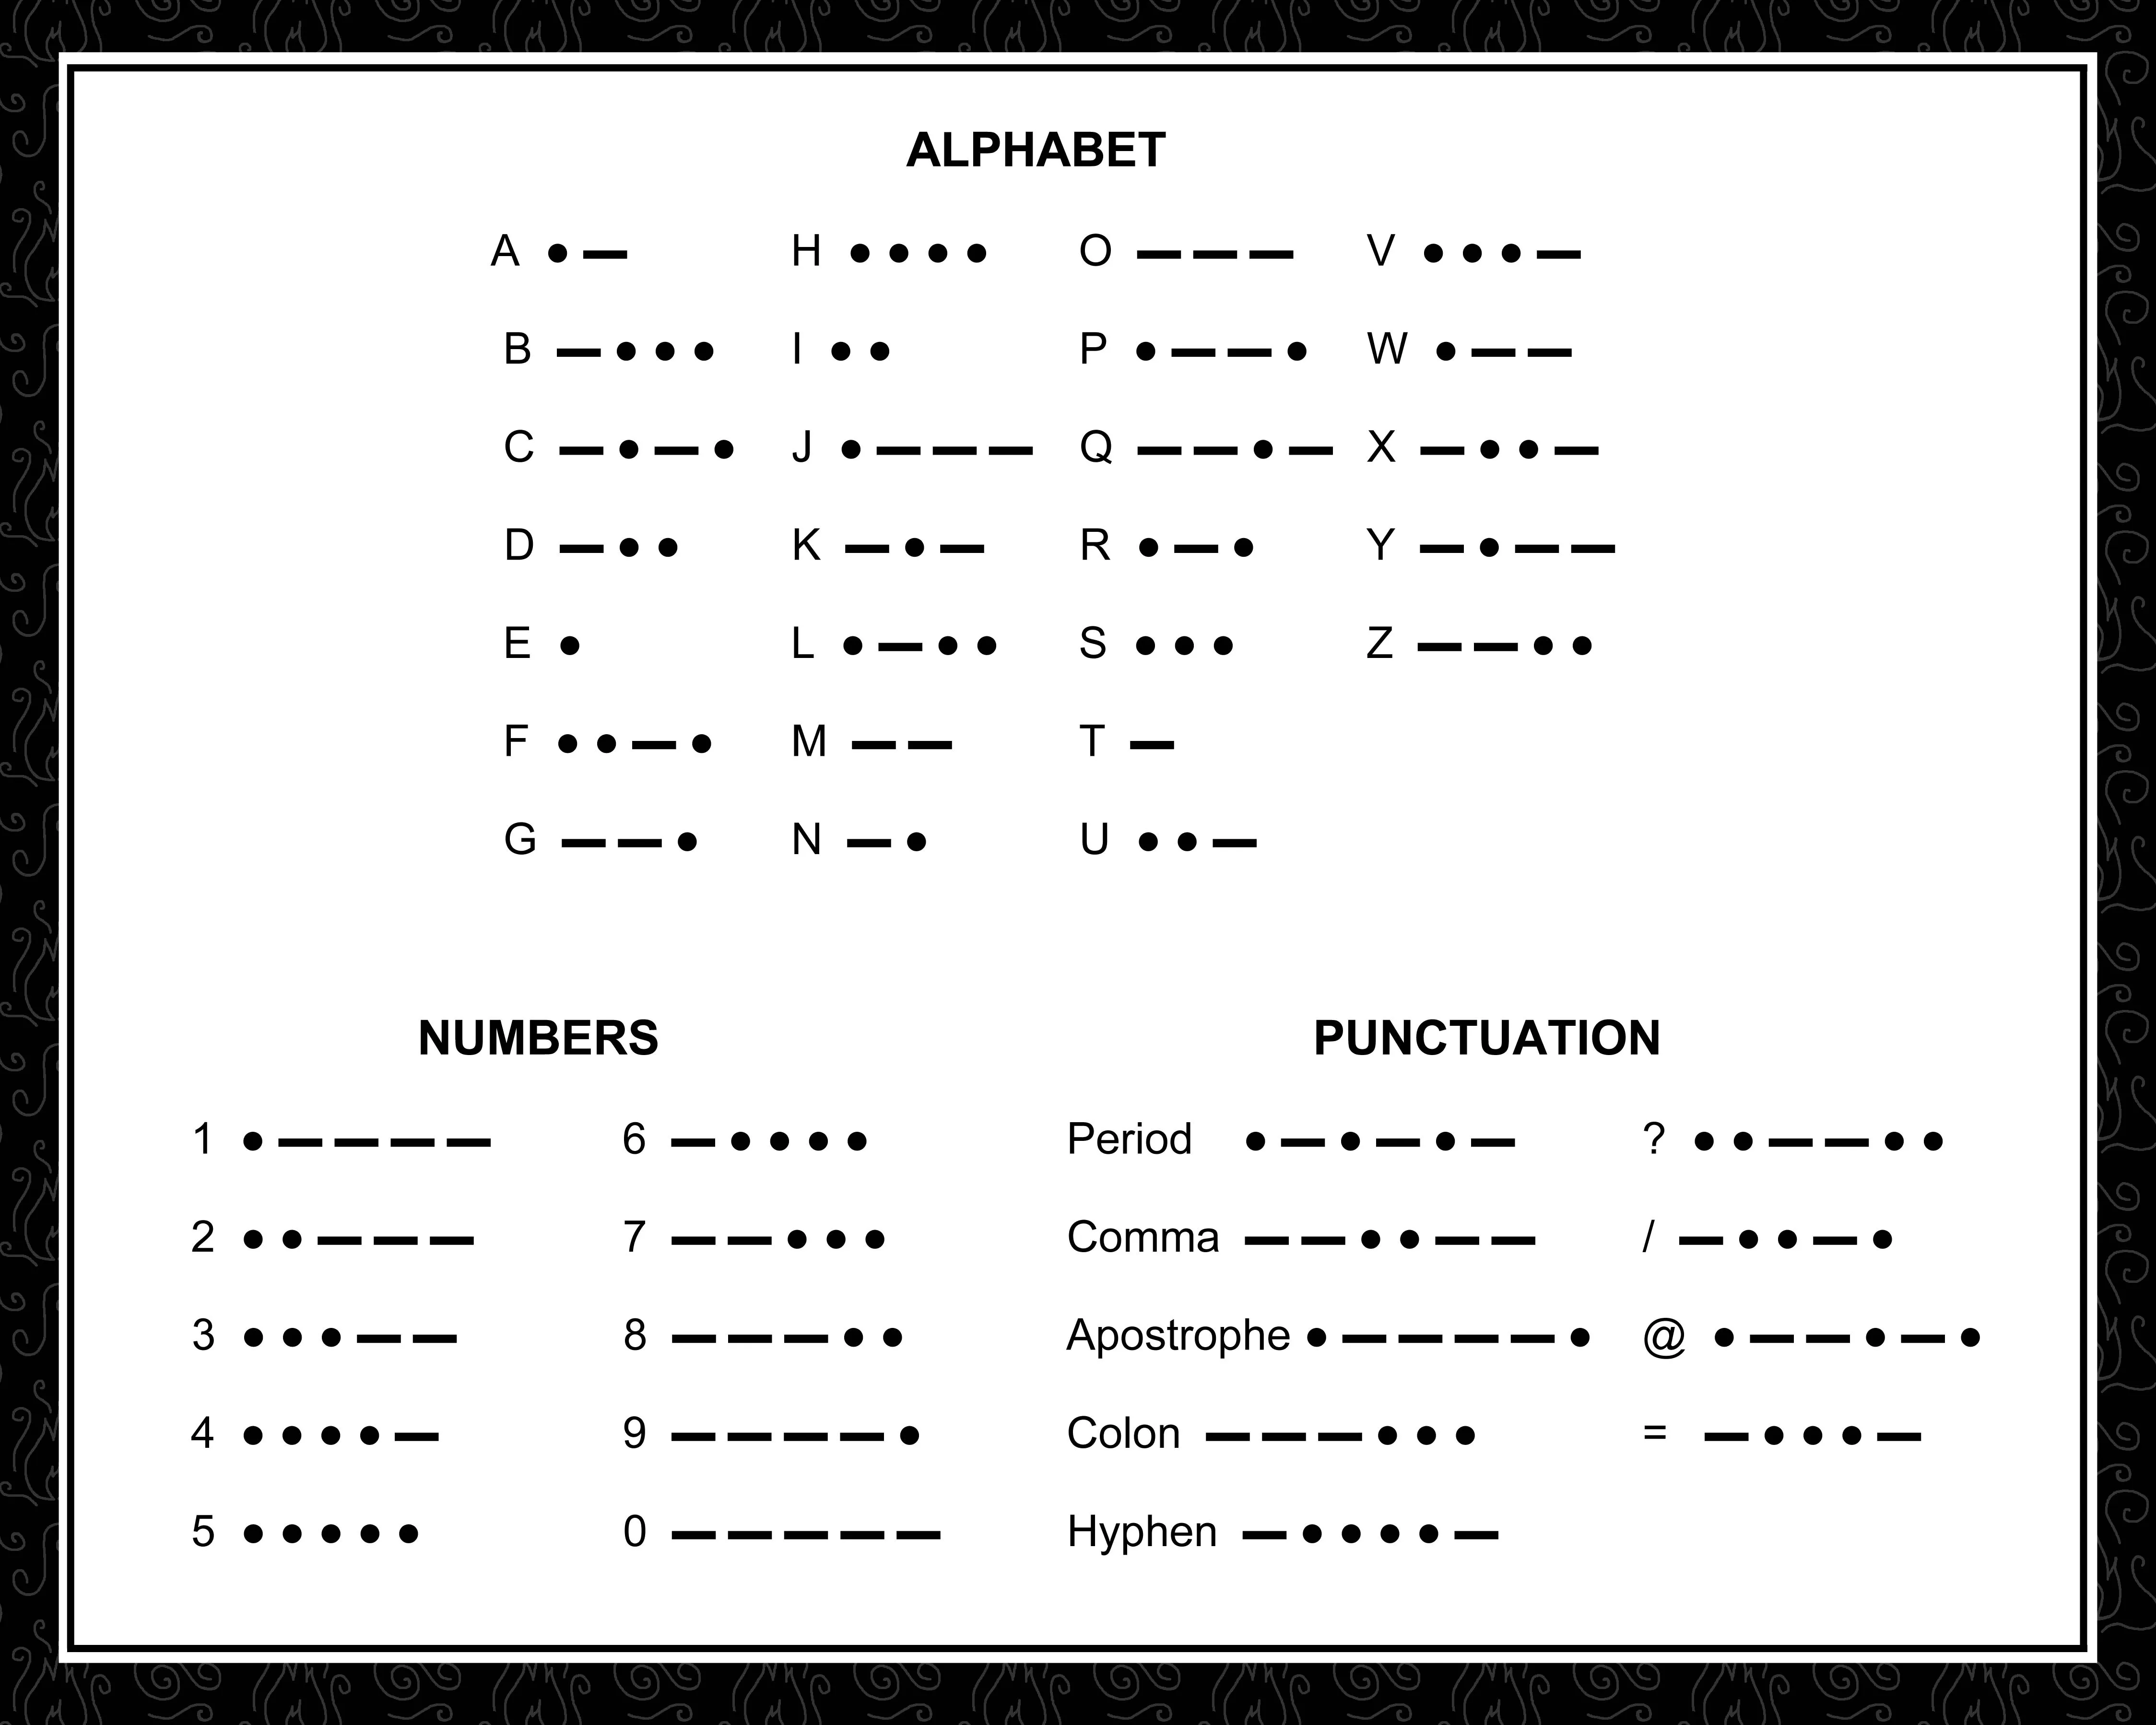 ALPHABET
A • — H • • • • O — — — V • • • —
B — • • • I • • P • — — • W • — —
C — • — • J • — — — Q — — • — X — • • —
D — • • K — • — R • — • Y — • — —
E • L • — • • S • • • Z — — • •
F • • — • M — — T —
G — — • N — • U • • —
NUMBERS PUNCTUATION
1 • — — — — 6 — • • • • Period • — • — • — ? • • — — • •
2 • • — — — 7 — — • • • Comma — — • • — — / — • • — •
3 • • • — — 8 — — — • • Apostrophe • — — — — • @ • — — • — •
4 • • • • — 9 — — — — • Colon — — — • • • = — • • • —
5 • • • • • 0 — — — — — Hyphen — • • • • —